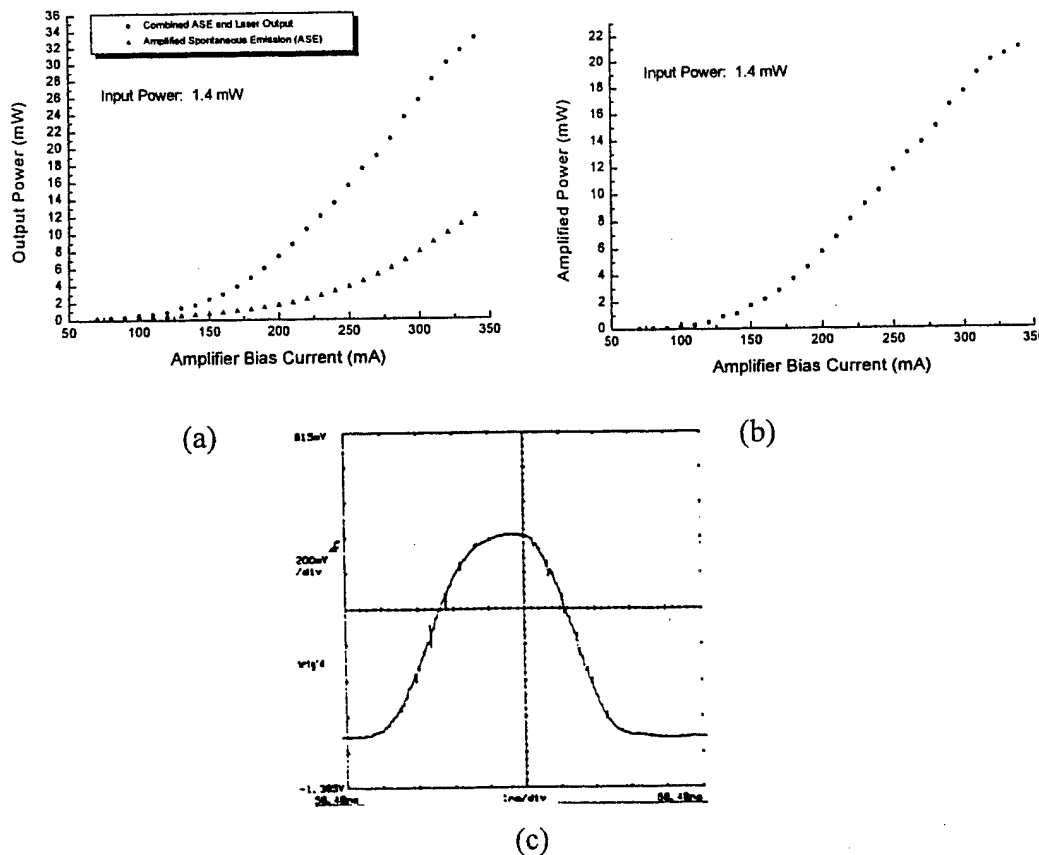 Combined ASE and Laser Output
Amplified Spontaneous Emission (ASE)
Input Power: 1.4 mW
Output Power (mW)
36
34
32
30
28
26
24
22
20
18
16
14
12
10
8
6
4
2
0
50 100 150 200 250 300 350
Amplifier Bias Current (mA)
(a)
Input Power: 1.4 mW
Amplified Power (mW)
22
20
18
16
14
12
10
8
6
4
2
0
50 100 150 200 250 300 350
Amplifier Bias Current (mA)
(b)
815mV
200mV
/div
trig'd
1ns/div
(c)